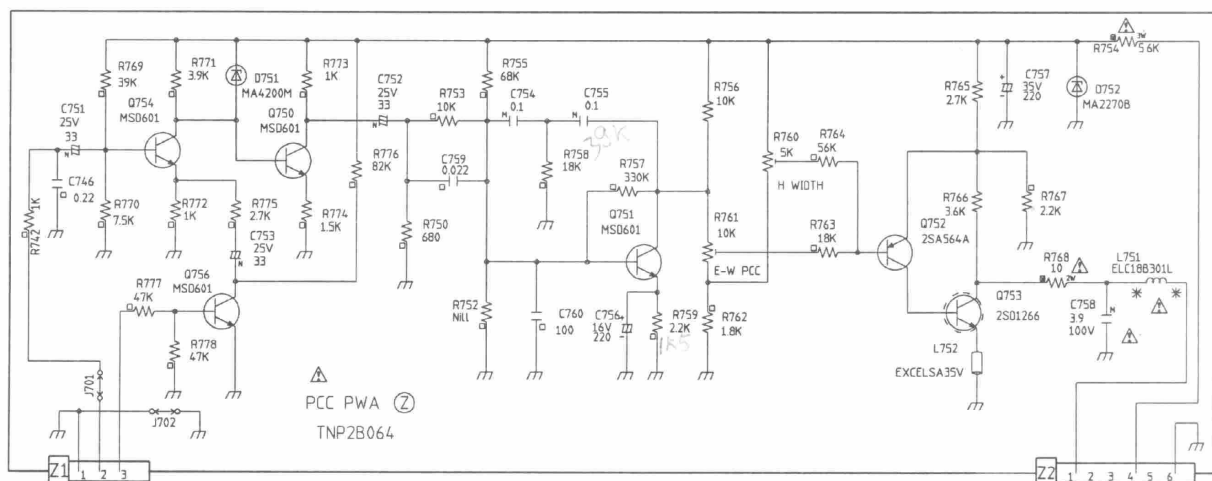 R769
39K
R771
3.9K
D751
MA4200M
R773
1K
C752
25V
33
R755
68K
R753
10K
C754
0.1
C755
0.1
R756
10K
R760
5K
H WIDTH
R764
56K
R765
2.7K
C757
35V
220
D752
MA2270B
R754
2W
5.6K
C751
25V
33
Q754
MSD601
Q750
MSD601
R776
82K
C759
0.022
R758
18K
39K
R757
330K
C746
0.22
R742
1K
R770
7.5K
R772
1K
R775
2.7K
C753
25V
33
R774
1.5K
R750
680
Q751
MSD601
R761
10K
E-W PCC
R763
18K
Q752
2SA564A
R766
3.6K
R767
2.2K
R777
47K
Q756
MSD601
R778
47K
R752
Nill
C760
100
C756
16V
220
R759
2.2K
1K5
R762
1.8K
Q753
2SD1266
R768
10
2W
L751
ELC18B301L
C758
3.9
100V
L752
EXCELSA35V
J701
J702
PCC PWA Z
TNP2B064
Z1 1 2 3
Z2 1 2 3 4 5 6